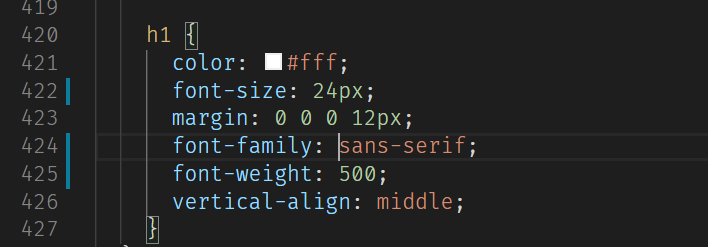 419
420 h1 {
421 color: #fff;
422 font-size: 24px;
423 margin: 0 0 0 12px;
424 font-family: sans-serif;
425 font-weight: 500;
426 vertical-align: middle;
427 }